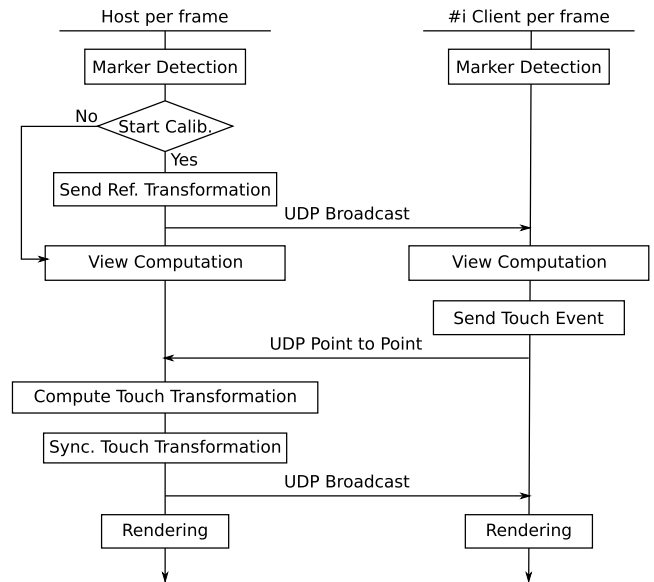 Host per frame
#i Client per frame
Marker Detection
Marker Detection
No
Start Calib.
Yes
Send Ref. Transformation
UDP Broadcast
View Computation
View Computation
Send Touch Event
UDP Point to Point
Compute Touch Transformation
Sync. Touch Transformation
UDP Broadcast
Rendering
Rendering